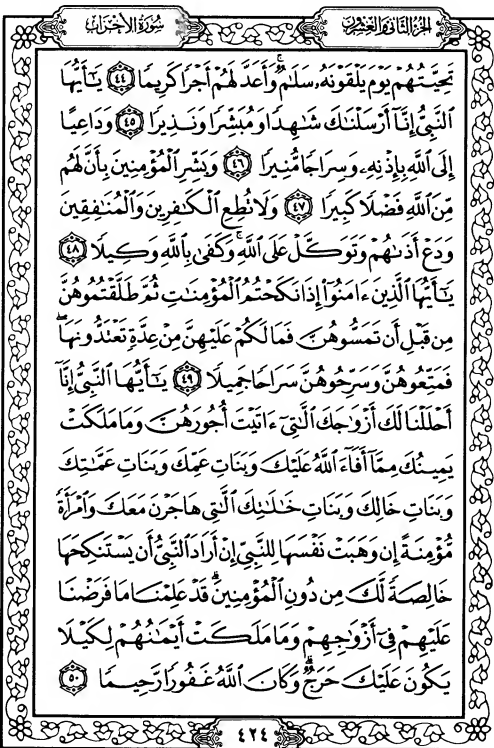 الجزء الثاني والعشرون
سورة الأحزاب
تَحِيَّتُهُمْ يَوْمَ يَلْقَوْنَهُۥ سَلَٰمٌ ۚ وَأَعَدَّ لَهُمْ أَجْرًا كَرِيمًا ٤٤ يَٰٓأَيُّهَا
ٱلنَّبِىُّ إِنَّآ أَرْسَلْنَٰكَ شَٰهِدًا وَمُبَشِّرًا وَنَذِيرًا ٤٥ وَدَاعِيًا
إِلَى ٱللَّهِ بِإِذْنِهِۦ وَسِرَاجًا مُّنِيرًا ٤٦ وَبَشِّرِ ٱلْمُؤْمِنِينَ بِأَنَّ لَهُم
مِّنَ ٱللَّهِ فَضْلًا كَبِيرًا ٤٧ وَلَا تُطِعِ ٱلْكَٰفِرِينَ وَٱلْمُنَٰفِقِينَ
وَدَعْ أَذَىٰهُمْ وَتَوَكَّلْ عَلَى ٱللَّهِ ۚ وَكَفَىٰ بِٱللَّهِ وَكِيلًا ٤٨
يَٰٓأَيُّهَا ٱلَّذِينَ ءَامَنُوٓا۟ إِذَا نَكَحْتُمُ ٱلْمُؤْمِنَٰتِ ثُمَّ طَلَّقْتُمُوهُنَّ
مِن قَبْلِ أَن تَمَسُّوهُنَّ فَمَا لَكُمْ عَلَيْهِنَّ مِنْ عِدَّةٍ تَعْتَدُّونَهَا ۖ
فَمَتِّعُوهُنَّ وَسَرِّحُوهُنَّ سَرَاحًا جَمِيلًا ٤٩ يَٰٓأَيُّهَا ٱلنَّبِىُّ إِنَّآ
أَحْلَلْنَا لَكَ أَزْوَٰجَكَ ٱلَّٰتِىٓ ءَاتَيْتَ أُجُورَهُنَّ وَمَا مَلَكَتْ
يَمِينُكَ مِمَّآ أَفَآءَ ٱللَّهُ عَلَيْكَ وَبَنَاتِ عَمِّكَ وَبَنَاتِ عَمَّٰتِكَ
وَبَنَاتِ خَالِكَ وَبَنَاتِ خَٰلَٰتِكَ ٱلَّٰتِى هَاجَرْنَ مَعَكَ وَٱمْرَأَةً
مُّؤْمِنَةً إِن وَهَبَتْ نَفْسَهَا لِلنَّبِىِّ إِنْ أَرَادَ ٱلنَّبِىُّ أَن يَسْتَنكِحَهَا
خَالِصَةً لَّكَ مِن دُونِ ٱلْمُؤْمِنِينَ ۗ قَدْ عَلِمْنَا مَا فَرَضْنَا
عَلَيْهِمْ فِىٓ أَزْوَٰجِهِمْ وَمَا مَلَكَتْ أَيْمَٰنُهُمْ لِكَيْلَا
يَكُونَ عَلَيْكَ حَرَجٌ ۗ وَكَانَ ٱللَّهُ غَفُورًا رَّحِيمًا ٥٠
٤٢٤